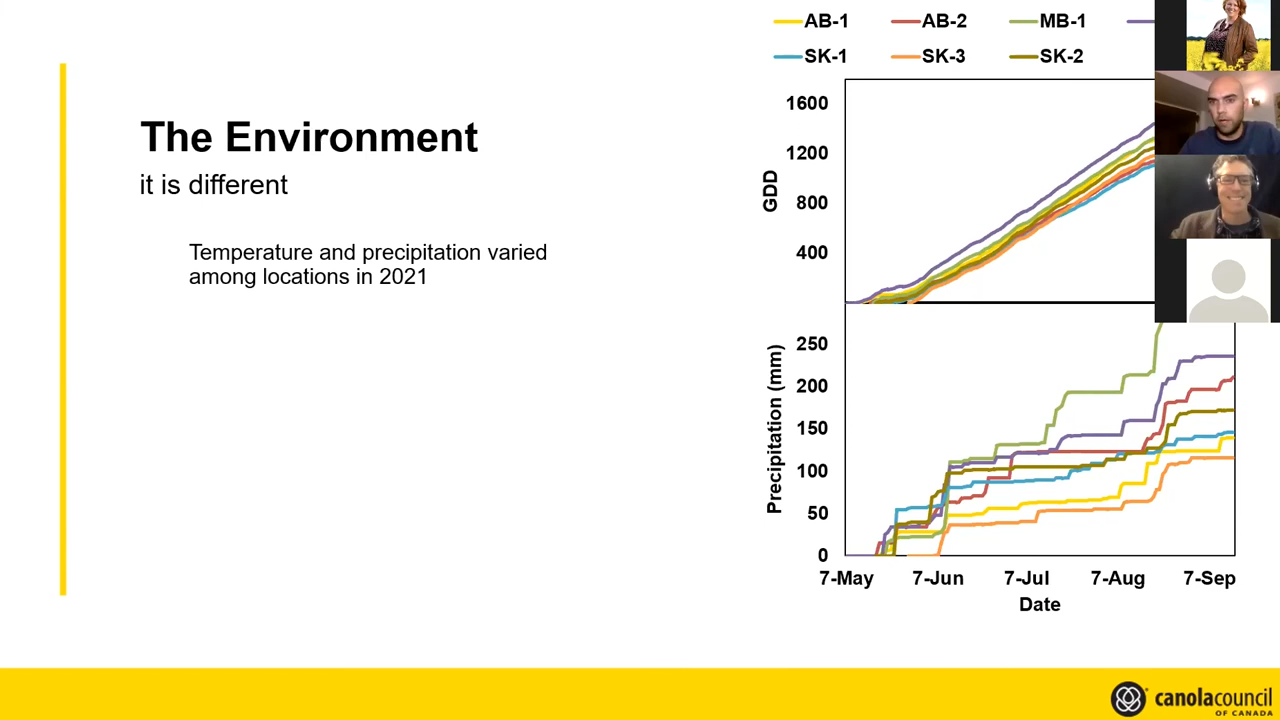 The Environment
it is different
Temperature and precipitation varied
among locations in 2021
AB-1 AB-2 MB-1
SK-1 SK-3 SK-2
GDD
1600
1200
800
400
Precipitation (mm)
250
200
150
100
50
0
7-May 7-Jun 7-Jul 7-Aug 7-Sep
Date
canolacouncil
OF CANADA